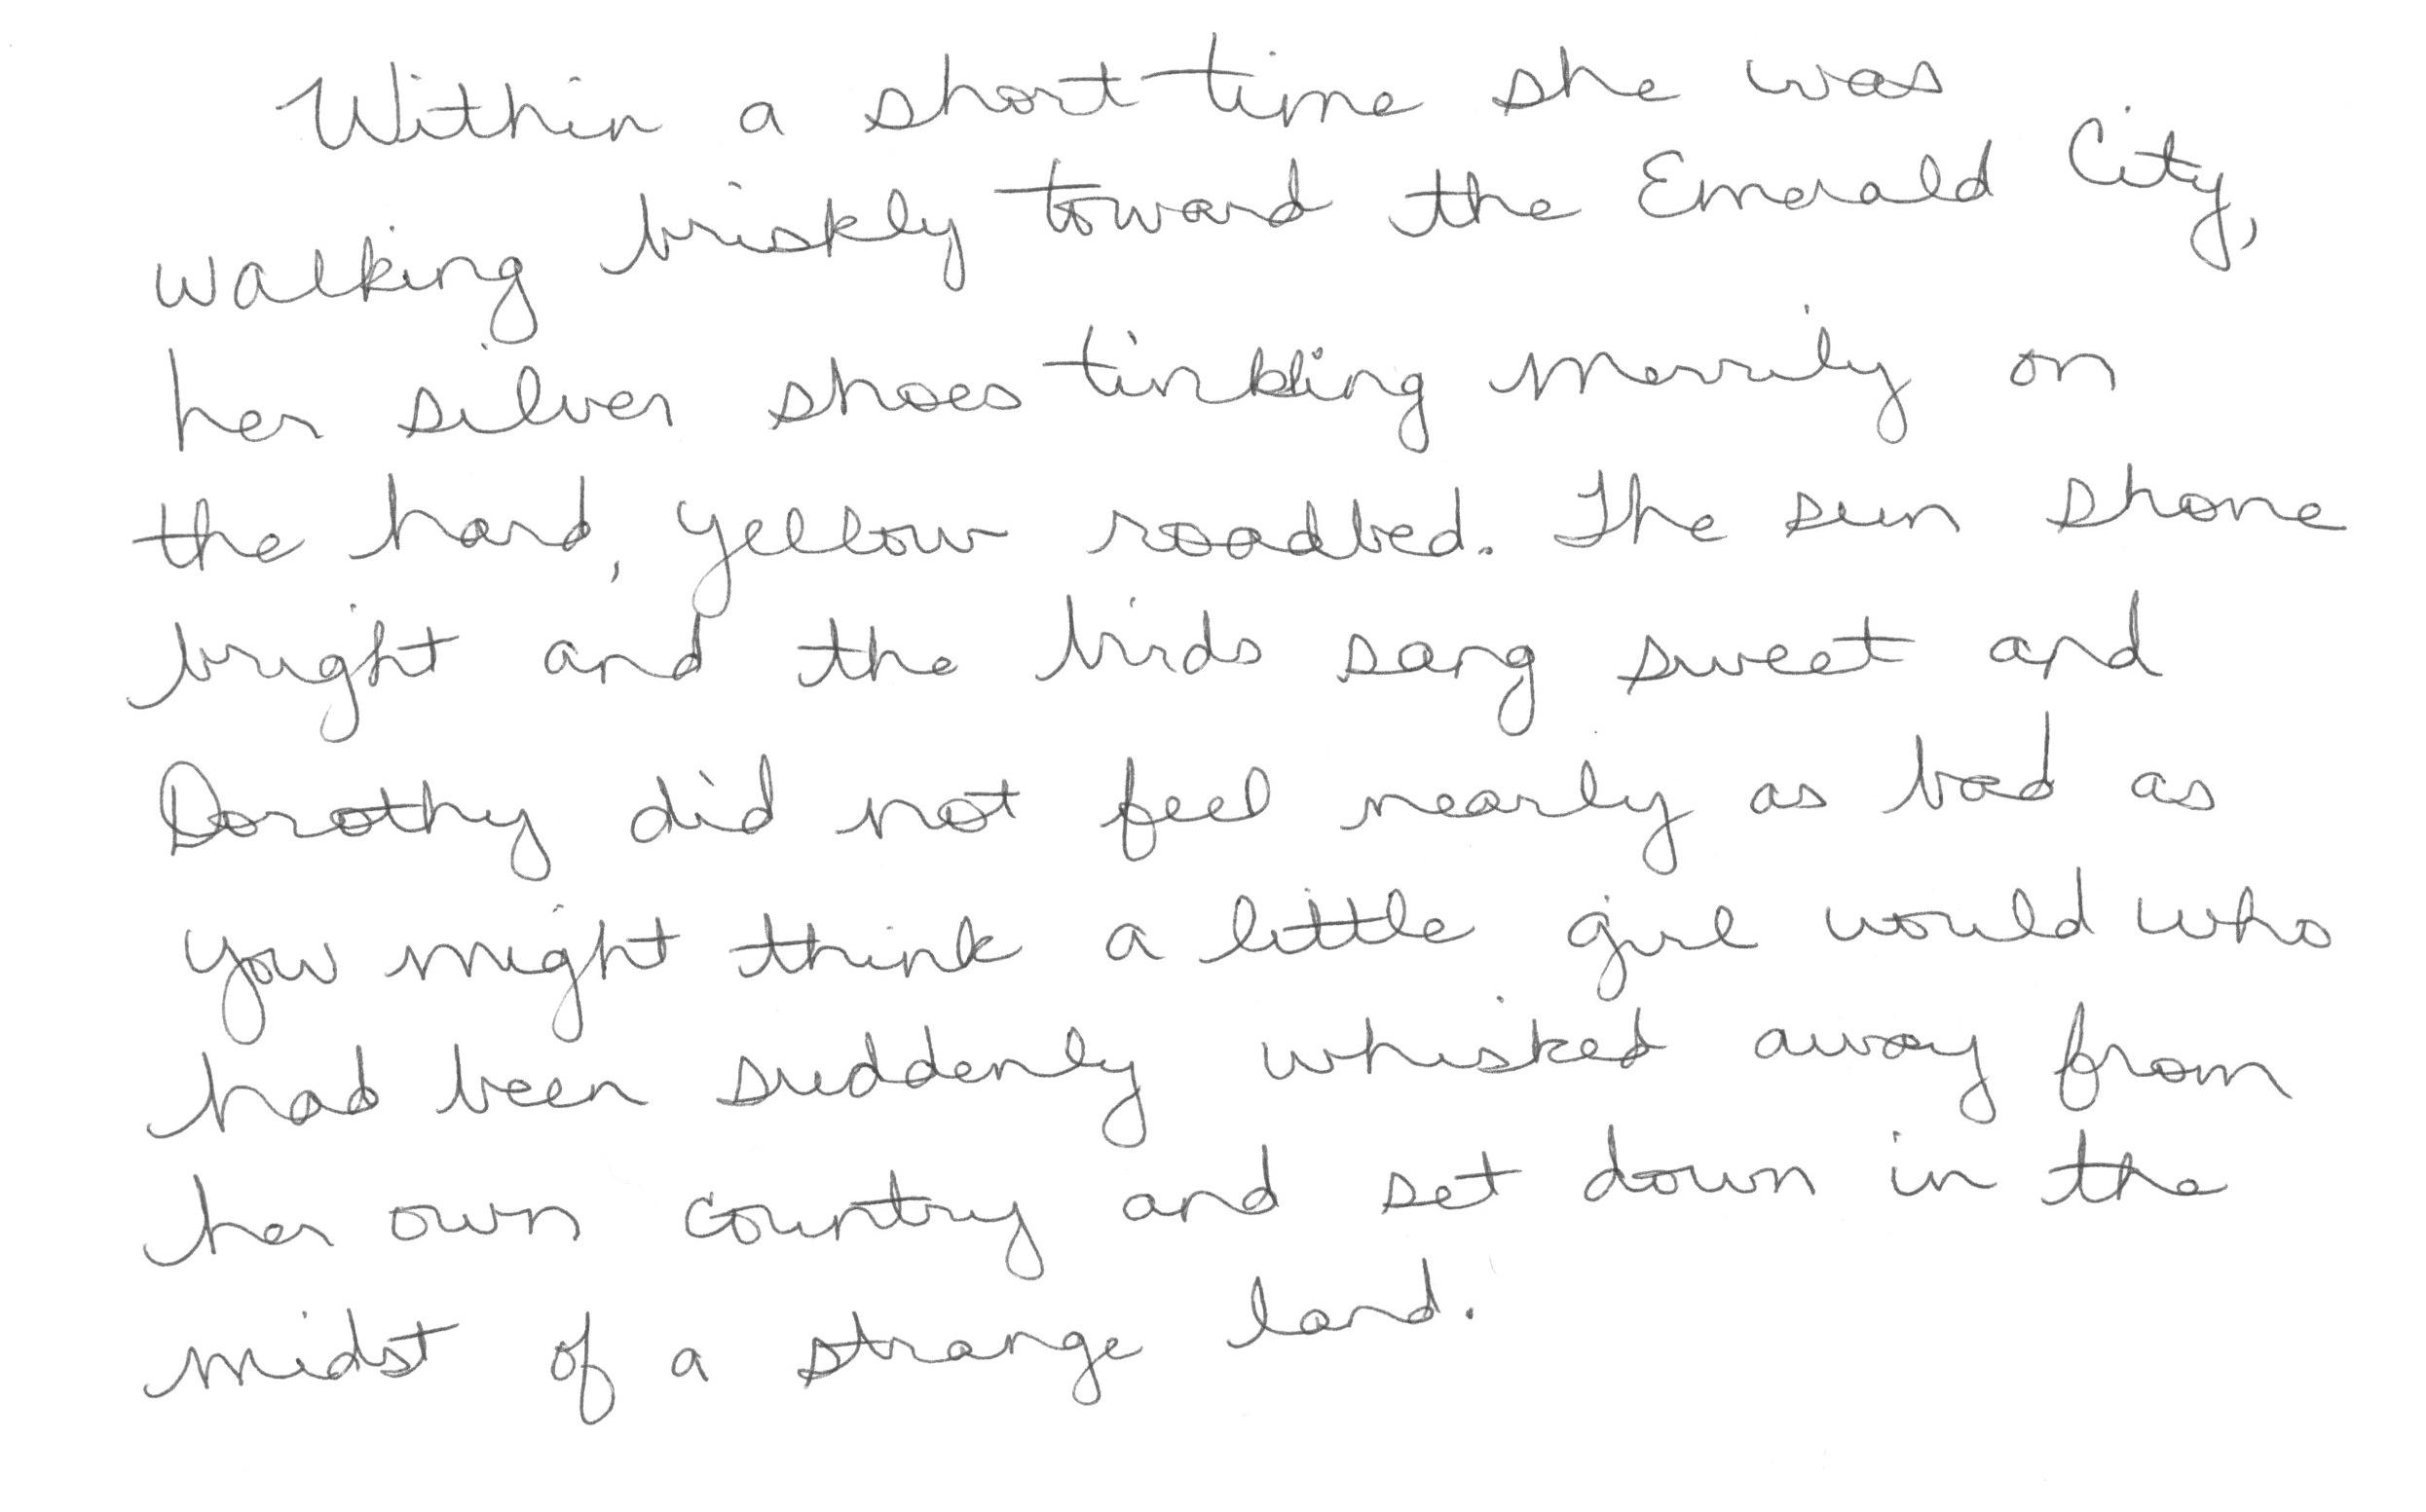 Within a short time she was
walking briskly toward the Emerald City,
her silver shoes tinkling merrily on
the hard, yellow roadbed. The sun shone
bright and the birds sang sweet and
Dorothy did not feel nearly as bad as
you might think a little girl would who
had been suddenly whisked away from
her own country and set down in the
midst of a strange land.